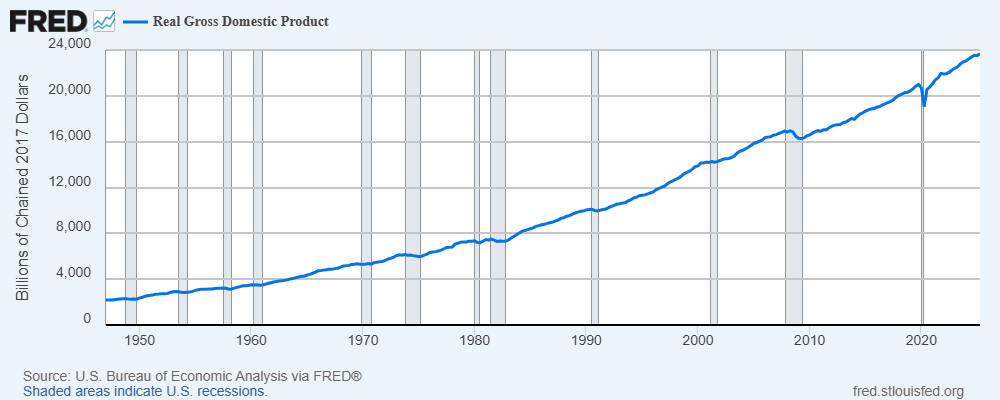 FRED
Real Gross Domestic Product
24,000
20,000
16,000
12,000
8,000
4,000
0
Billions of Chained 2017 Dollars
1950 1960 1970 1980 1990 2000 2010 2020
Source: U.S. Bureau of Economic Analysis via FRED®
Shaded areas indicate U.S. recessions.
fred.stlouisfed.org